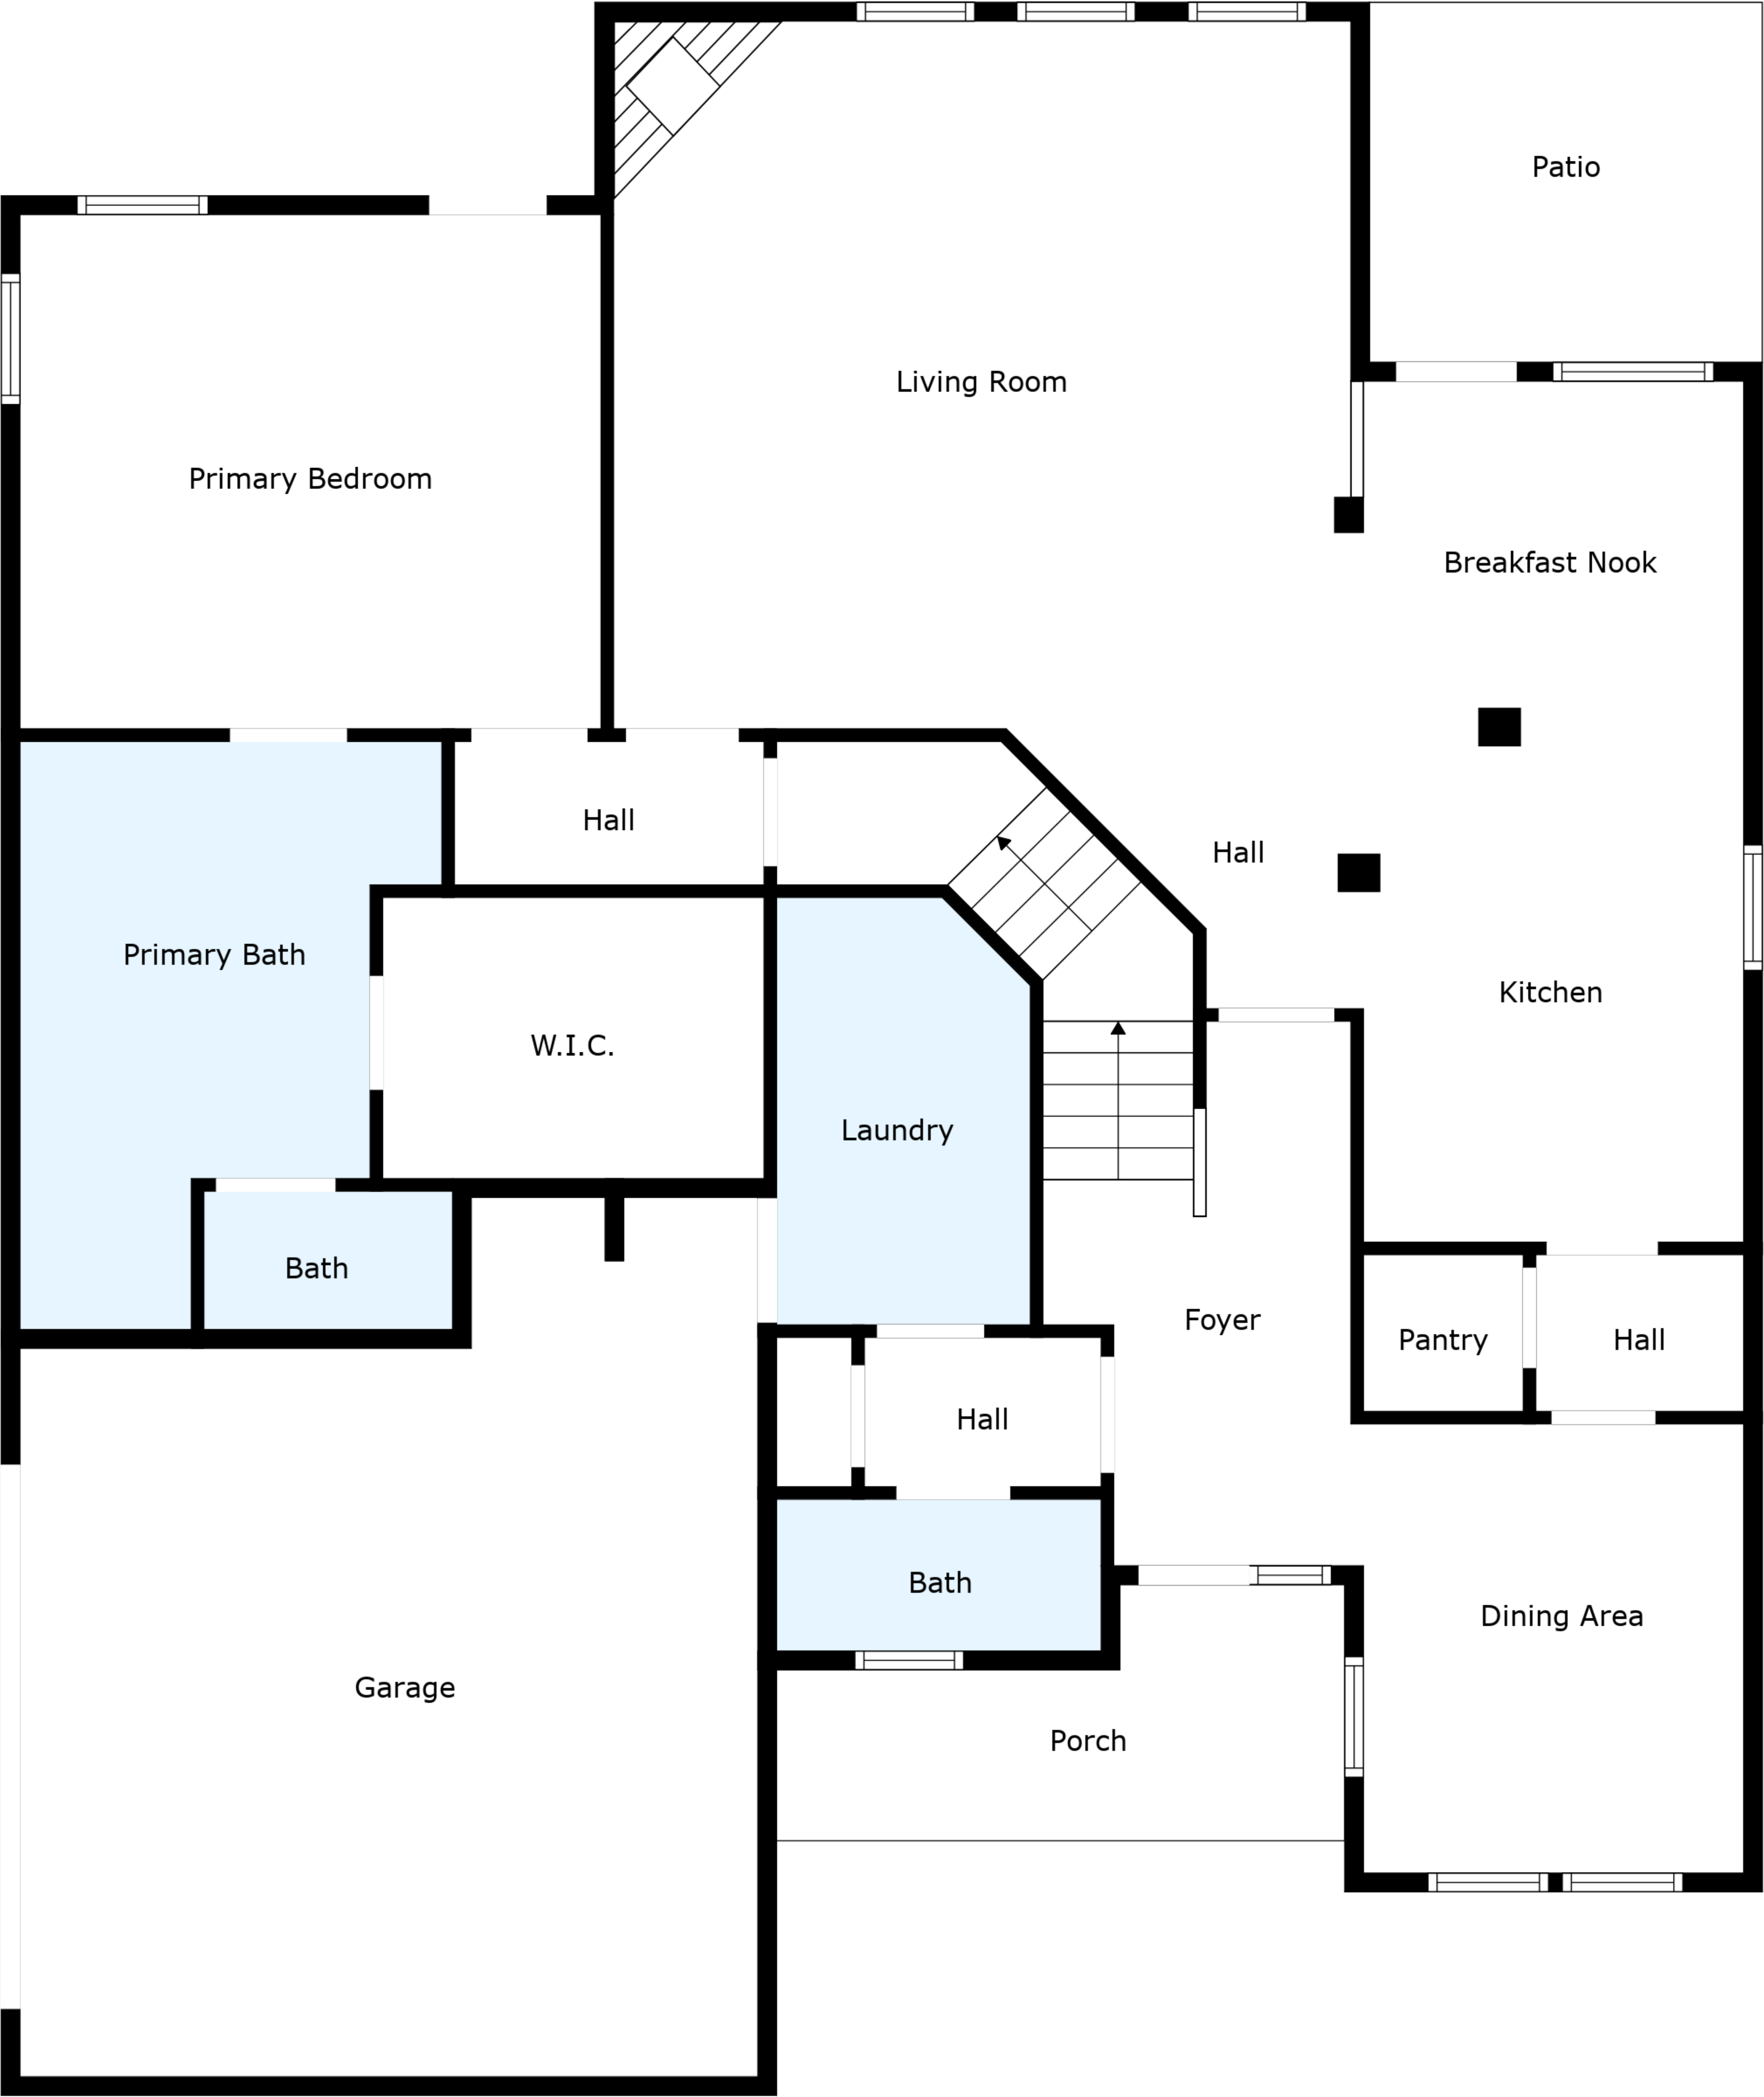 Patio
Living Room
Primary Bedroom
Breakfast Nook
Hall
Hall
Primary Bath
Kitchen
W.I.C.
Laundry
Bath
Foyer
Pantry
Hall
Hall
Bath
Dining Area
Garage
Porch